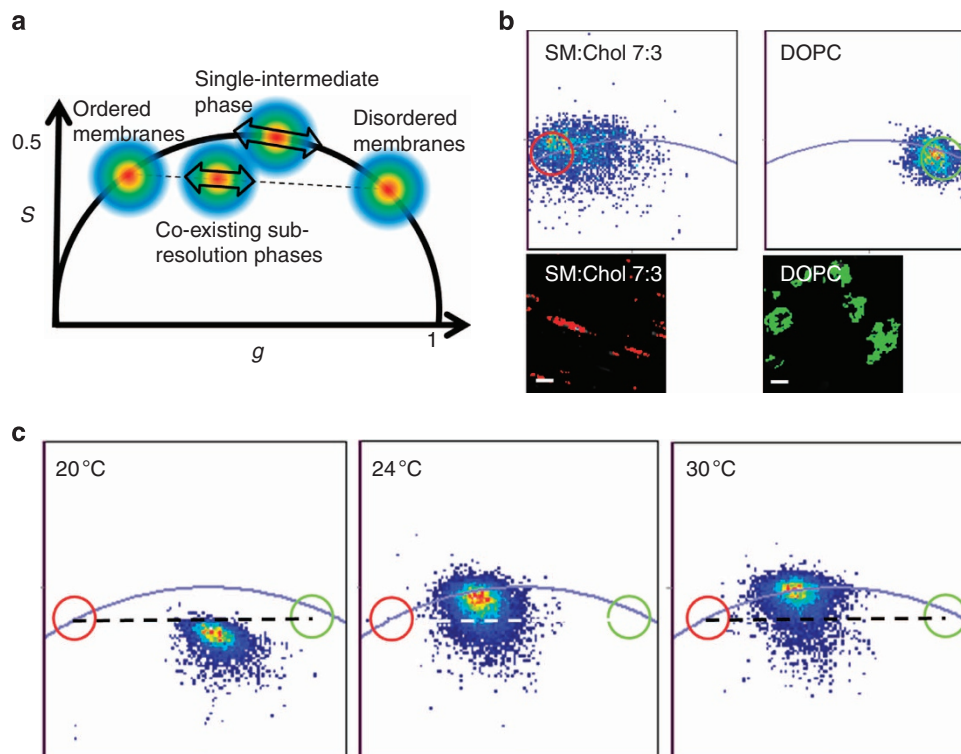 a
Single-intermediate
phase
Ordered
membranes
Disordered
membranes
0.5
S
Co-existing sub-
resolution phases
1
g
b
SM:Chol 7:3
DOPC
SM:Chol 7:3
DOPC
c
20 °C
24 °C
30 °C